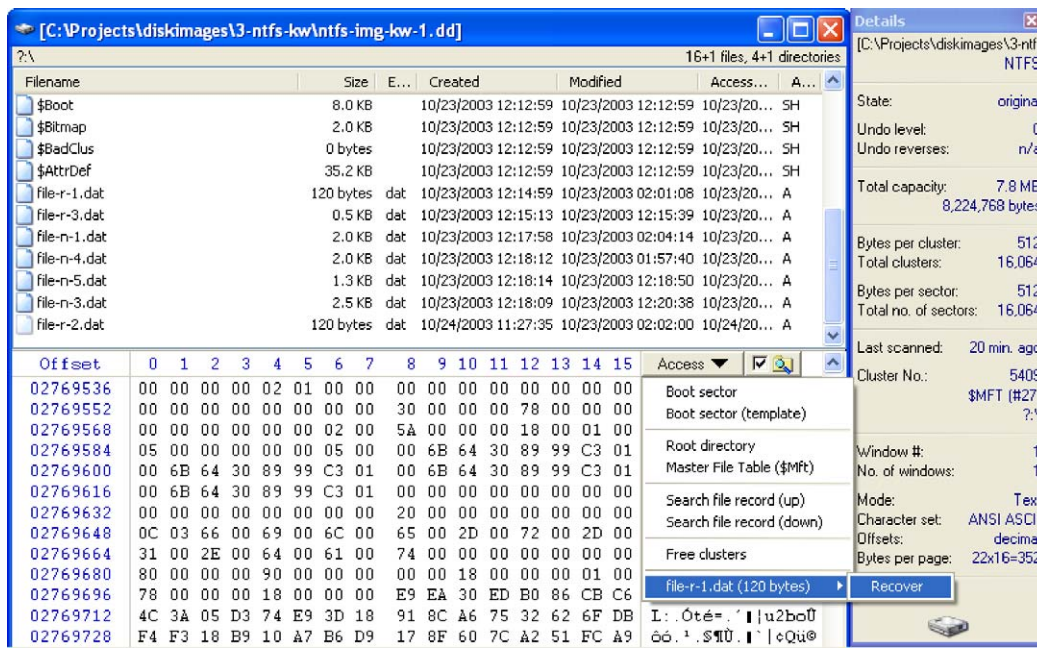 [C:\Projects\diskimages\3-ntfs-kw\ntfs-img-kw-1.dd]
?:\ 16+1 files, 4+1 directories
Filename Size E... Created Modified Access... A...
$Boot 8.0 KB 10/23/2003 12:12:59 10/23/2003 12:12:59 10/23/20... SH
$Bitmap 2.0 KB 10/23/2003 12:12:59 10/23/2003 12:12:59 10/23/20... SH
$BadClus 0 bytes 10/23/2003 12:12:59 10/23/2003 12:12:59 10/23/20... SH
$AttrDef 35.2 KB 10/23/2003 12:12:59 10/23/2003 12:12:59 10/23/20... SH
file-r-1.dat 120 bytes dat 10/23/2003 12:14:59 10/23/2003 02:01:08 10/23/20... A
file-r-3.dat 0.5 KB dat 10/23/2003 12:15:13 10/23/2003 12:15:39 10/23/20... A
file-n-1.dat 2.0 KB dat 10/23/2003 12:17:58 10/23/2003 02:04:14 10/23/20... A
file-n-4.dat 2.0 KB dat 10/23/2003 12:18:12 10/23/2003 01:57:40 10/23/20... A
file-n-5.dat 1.3 KB dat 10/23/2003 12:18:14 10/23/2003 12:18:50 10/23/20... A
file-n-3.dat 2.5 KB dat 10/23/2003 12:18:09 10/23/2003 12:20:38 10/23/20... A
file-r-2.dat 120 bytes dat 10/24/2003 11:27:35 10/23/2003 02:02:00 10/24/20... A
Offset 0 1 2 3 4 5 6 7 8 9 10 11 12 13 14 15
02769536 00 00 00 00 02 01 00 00 00 00 00 00 00 00 00 00
02769552 00 00 00 00 00 00 00 00 30 00 00 00 78 00 00 00
02769568 00 00 00 00 00 00 02 00 5A 00 00 00 18 00 01 00
02769584 05 00 00 00 00 00 05 00 00 6B 64 30 89 99 C3 01
02769600 00 6B 64 30 89 99 C3 01 00 6B 64 30 89 99 C3 01
02769616 00 6B 64 30 89 99 C3 01 00 00 00 00 00 00 00 00
02769632 00 00 00 00 00 00 00 00 20 00 00 00 00 00 00 00
02769648 0C 03 66 00 69 00 6C 00 65 00 2D 00 72 00 2D 00
02769664 31 00 2E 00 64 00 61 00 74 00 00 00 00 00 00 00
02769680 80 00 00 00 90 00 00 00 00 00 18 00 00 00 01 00
02769696 78 00 00 00 18 00 00 00 E9 EA 30 ED B0 86 CB C6
02769712 4C 3A 05 D3 74 E9 3D 18 91 8C A6 75 32 62 6F DB
02769728 F4 F3 18 B9 10 A7 B6 D9 17 8F 60 7C A2 51 FC A9
Access
Boot sector
Boot sector (template)
Root directory
Master File Table ($Mft)
Search file record (up)
Search file record (down)
Free clusters
file-r-1.dat (120 bytes)
Recover
Details
[C:\Projects\diskimages\3-ntf
NTFS
State: origina
Undo level: 0
Undo reverses: n/a
Total capacity: 7.8 MB
8,224,768 bytes
Bytes per cluster: 512
Total clusters: 16,064
Bytes per sector: 512
Total no. of sectors: 16,064
Last scanned: 20 min. ago
Cluster No.: 5409
$MFT (#27)
?:\
Window #: 1
No. of windows: 1
Mode: Tex
Character set: ANSI ASCI
Offsets: decima
Bytes per page: 22x16=352